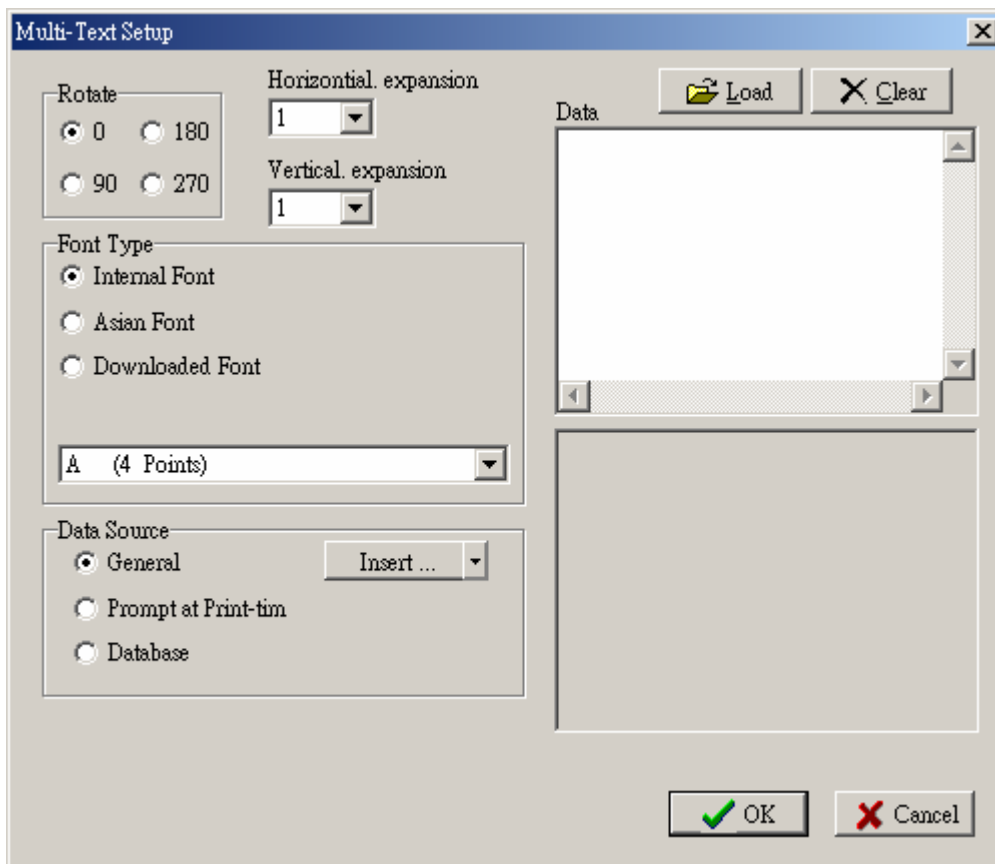 Multi-Text Setup
Rotate
0 180
90 270
Horizontial. expansion
1
Vertical. expansion
1
Load Clear
Data
Font Type
Internal Font
Asian Font
Downloaded Font
A (4 Points)
Data Source
General Insert ...
Prompt at Print-tim
Database
OK Cancel